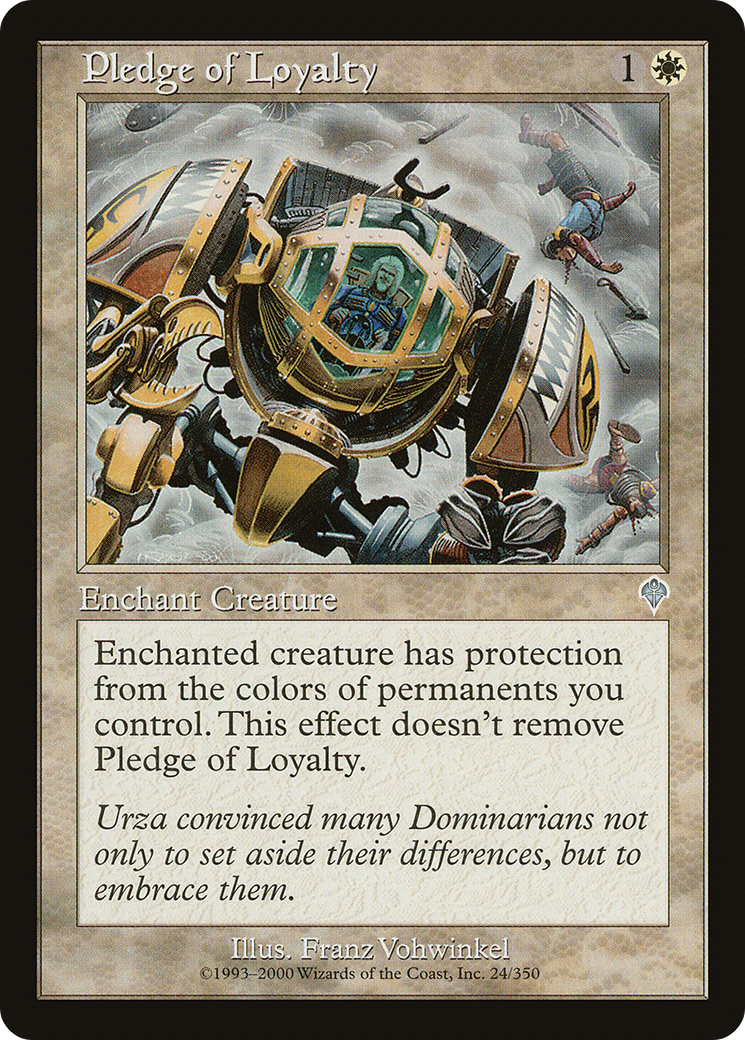 Pledge of Loyalty 1
Enchant Creature
Enchanted creature has protection
from the colors of permanents you
control. This effect doesn't remove
Pledge of Loyalty.
Urza convinced many Dominarians not
only to set aside their differences, but to
embrace them.
Illus. Franz Vohwinkel
©1993–2000 Wizards of the Coast, Inc. 24/350